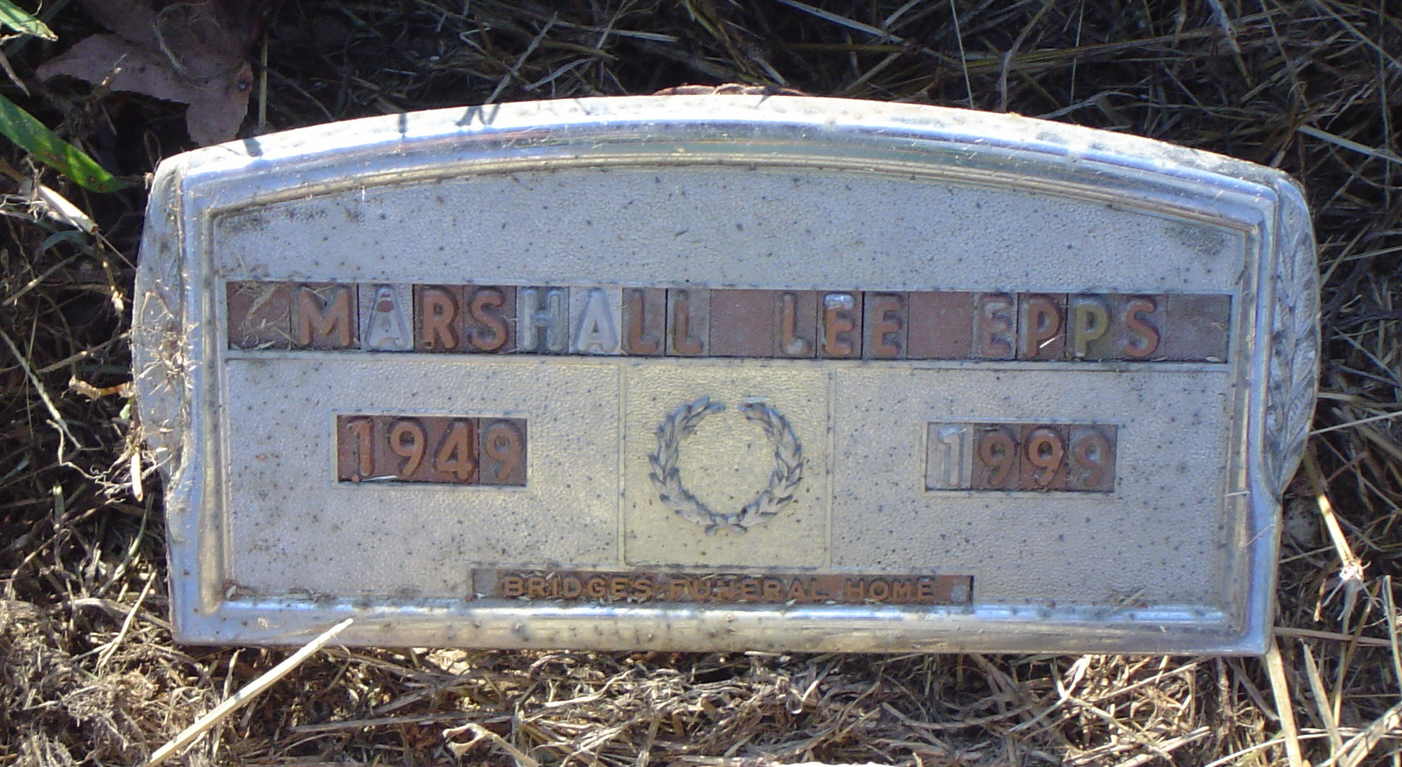 MARSHALL LEE EPPS
1949 1999
BRIDGES FUNERAL HOME